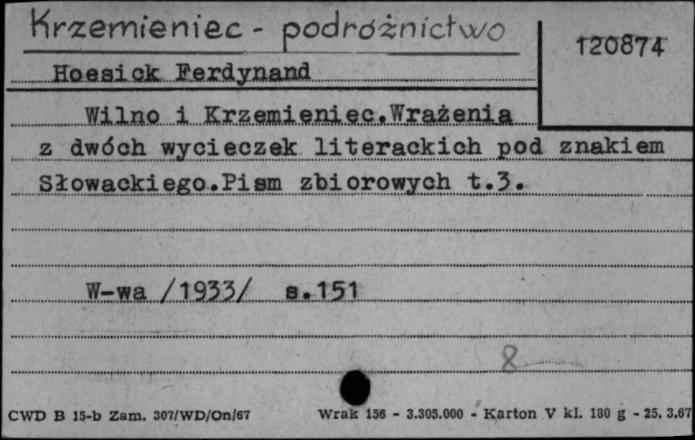 Krzemieniec - podróżnictwo
120874
Hoesick Ferdynand
Wilno i Krzemieniec.Wrażenia
z dwóch wycieczek literackich pod znakiem
Słowackiego.Pism zbiorowych t.3.
W-wa /1933/ s.151
8
CWD B 15-b Zam. 307/WD/On/67 Wrak 156 - 3.305.000 - Karton V kl. 180 g - 25. 3.67